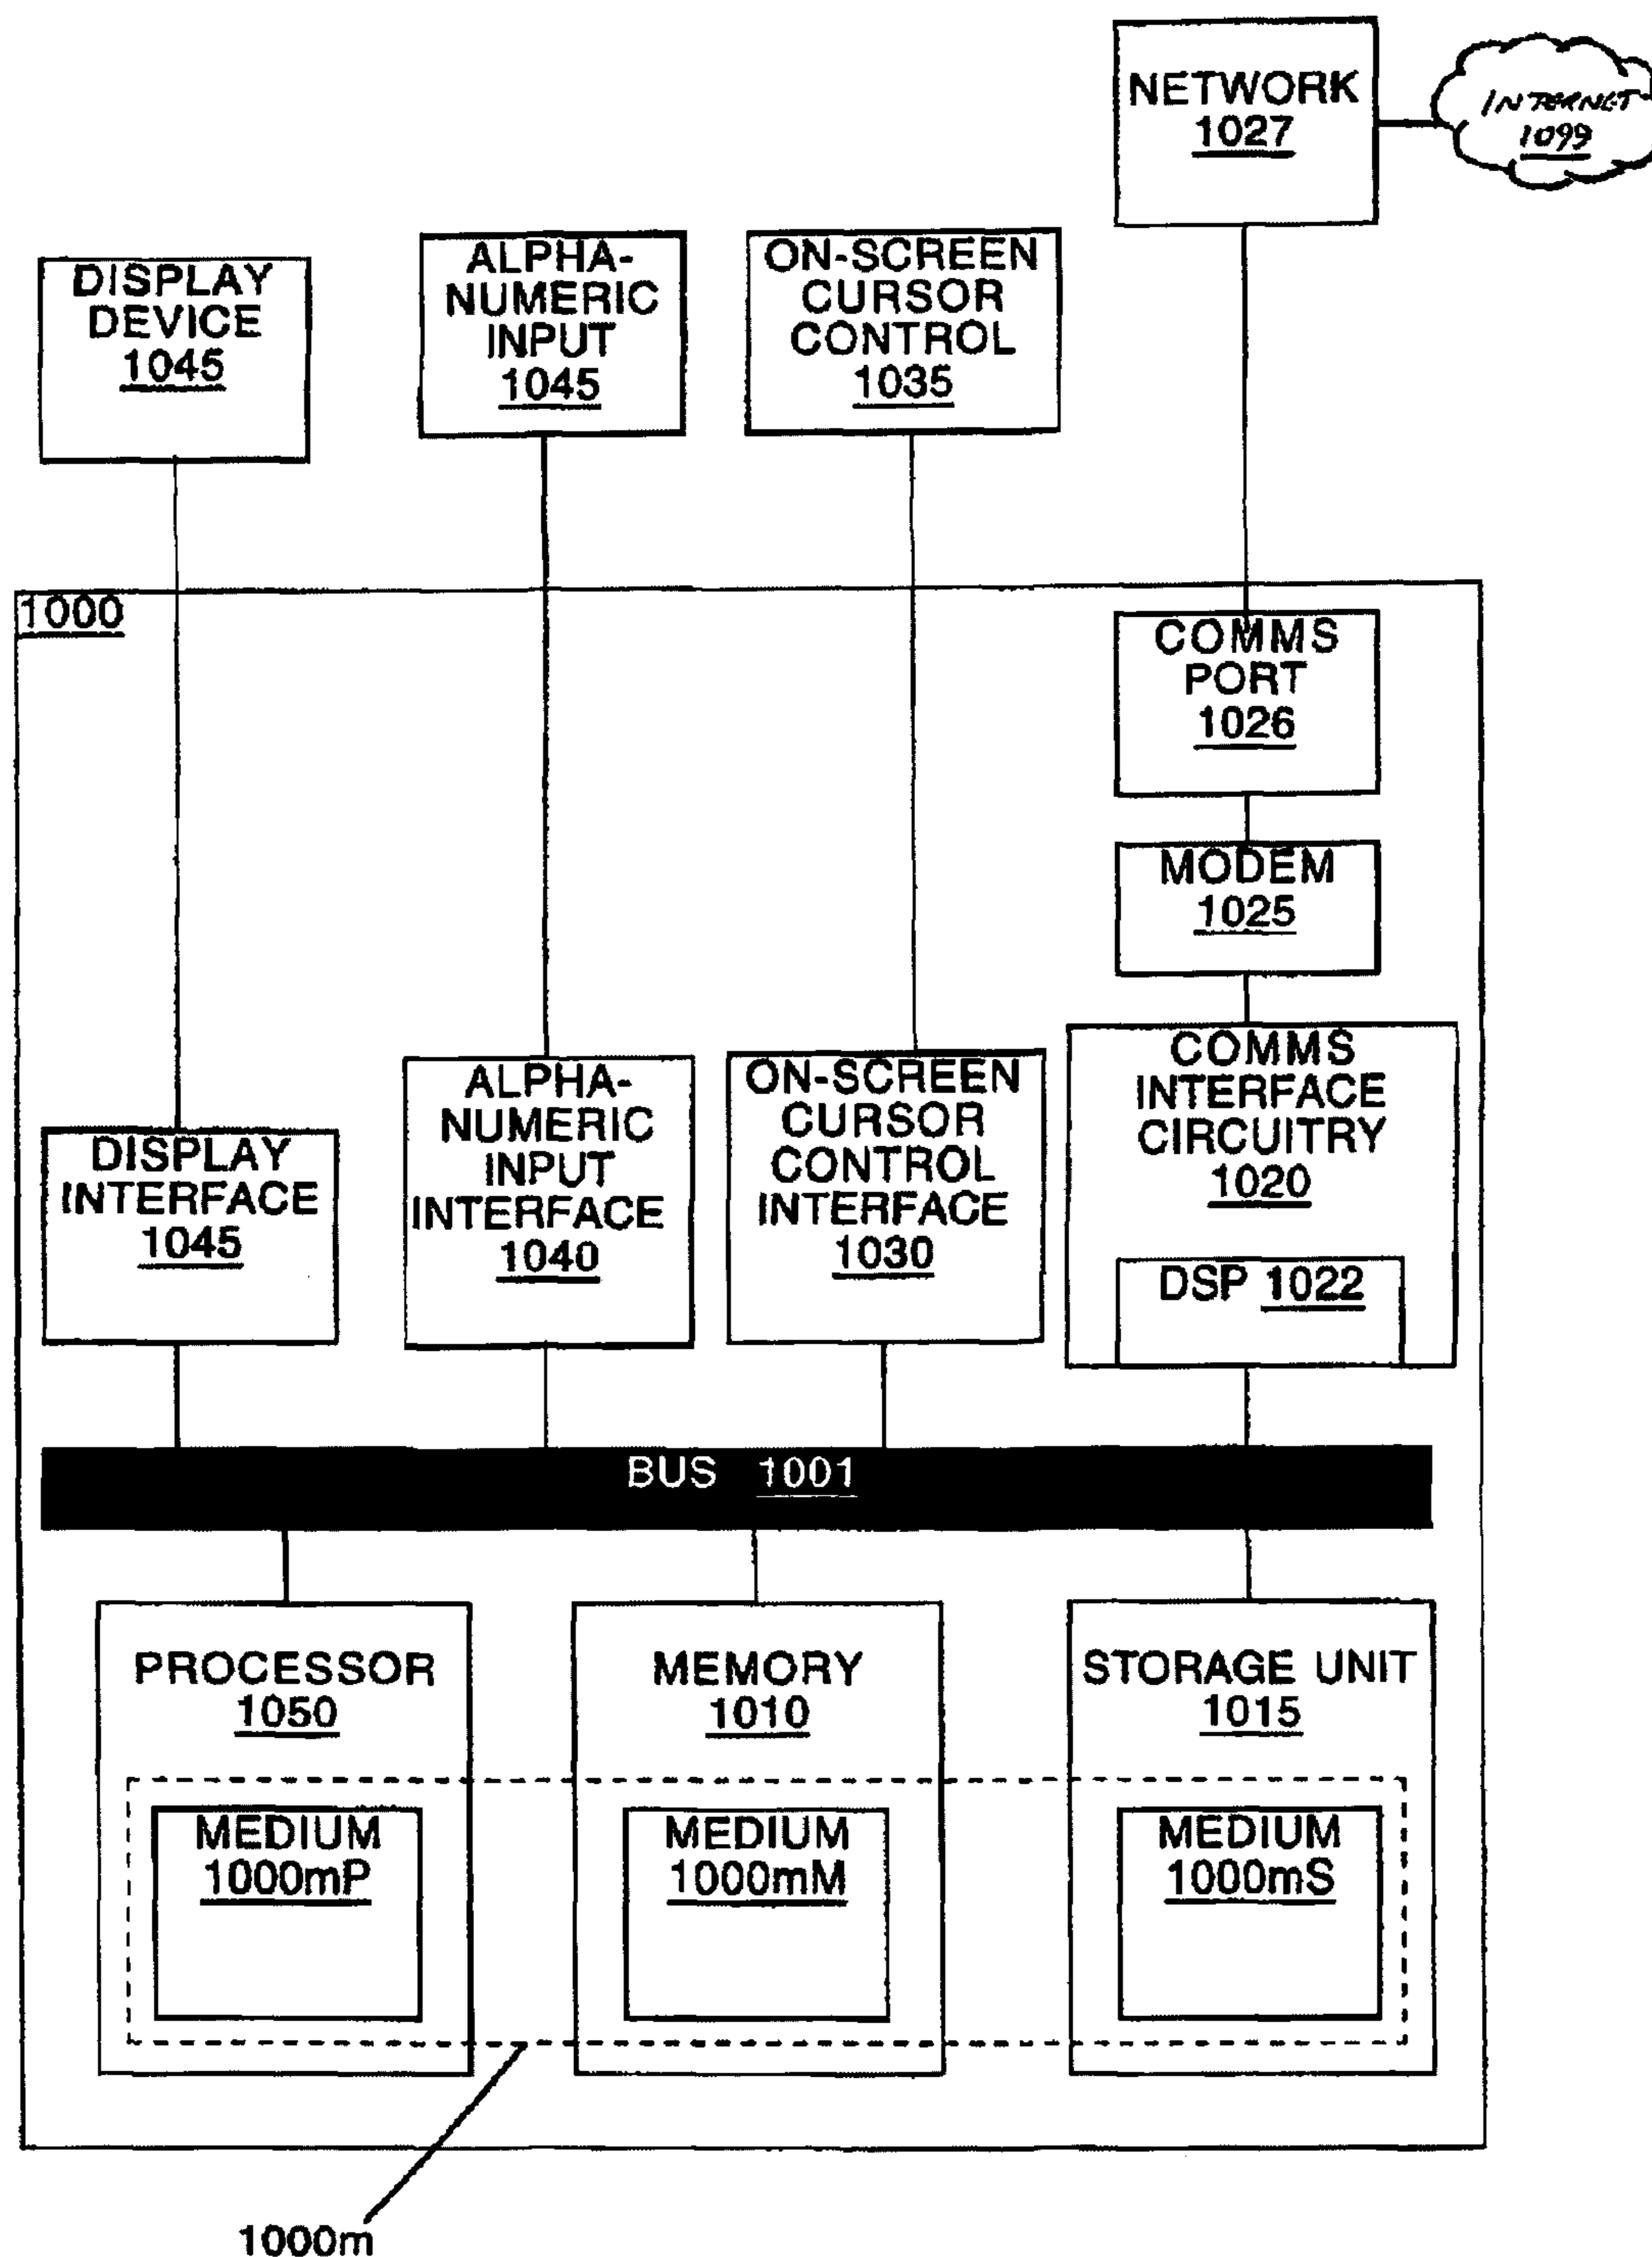 NETWORK
1027
INTERNET
1099
DISPLAY
DEVICE
1045
ALPHA-
NUMERIC
INPUT
1045
ON-SCREEN
CURSOR
CONTROL
1035
1000
COMMS
PORT
1026
MODEM
1025
COMMS
INTERFACE
CIRCUITRY
1020
DSP 1022
DISPLAY
INTERFACE
1045
ALPHA-
NUMERIC
INPUT
INTERFACE
1040
ON-SCREEN
CURSOR
CONTROL
INTERFACE
1030
BUS 1001
PROCESSOR
1050
MEMORY
1010
STORAGE UNIT
1015
MEDIUM
1000mP
MEDIUM
1000mM
MEDIUM
1000mS
1000m